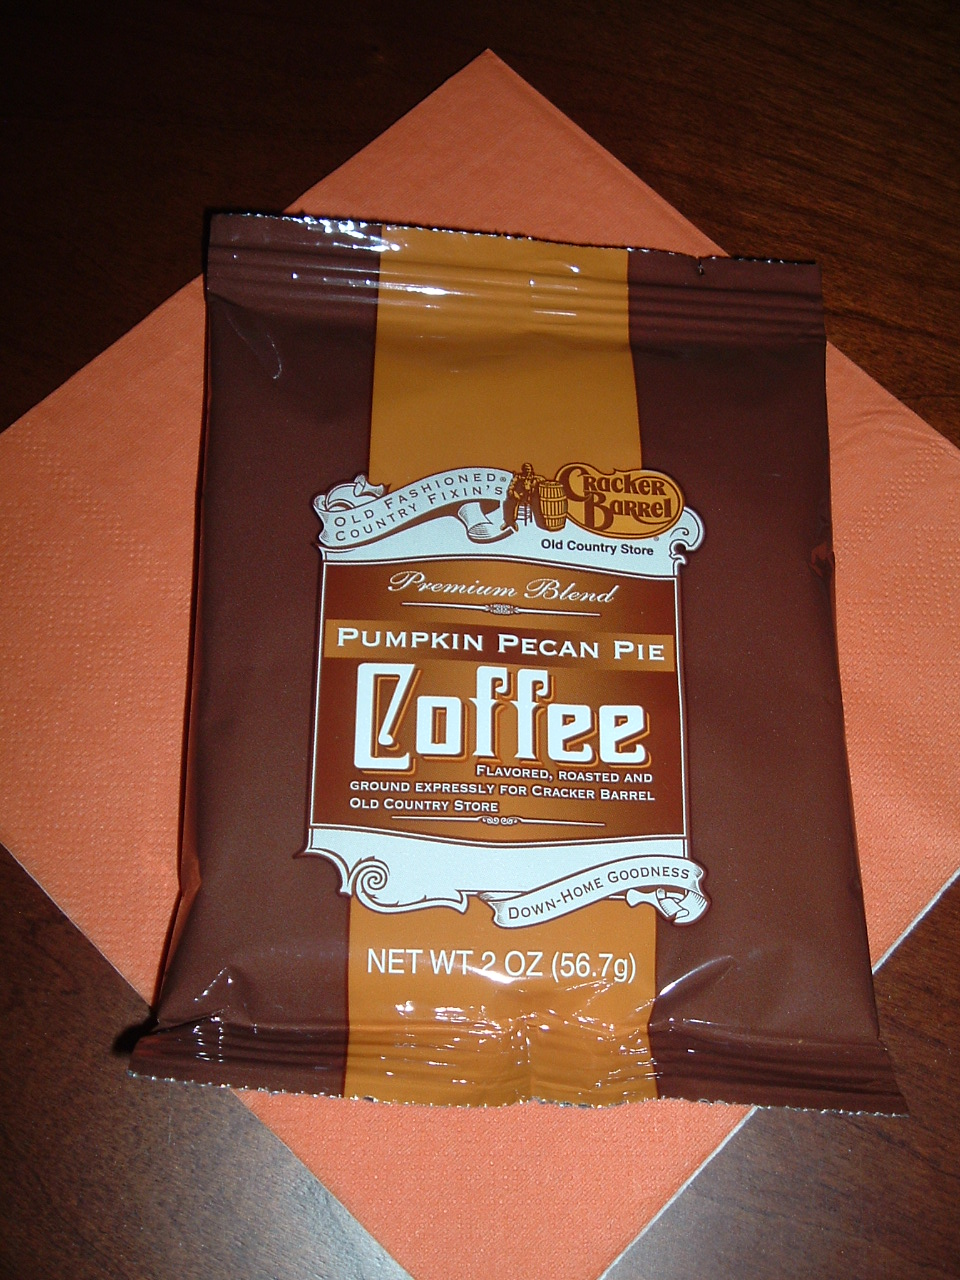 OLD FASHIONED®
COUNTRY FIXIN'S
Cracker
Barrel®
Old Country Store
Premium Blend
PUMPKIN PECAN PIE
Coffee
FLAVORED, ROASTED AND
GROUND EXPRESSLY FOR CRACKER BARREL
OLD COUNTRY STORE
DOWN-HOME GOODNESS
NET WT 2 OZ (56.7g)